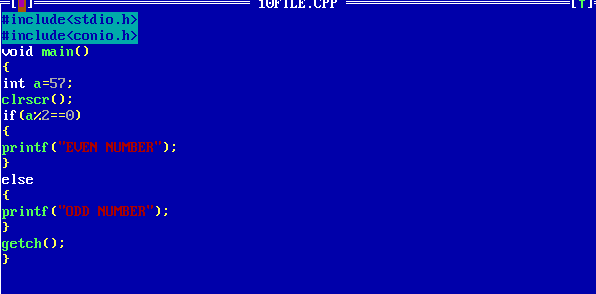 [■] 10FILE.CPP [↑]
#include<stdio.h>
#include<conio.h>
void main()
{
int a=57;
clrscr();
if(a%2==0)
{
printf("EVEN NUMBER");
}
else
{
printf("ODD NUMBER");
}
getch();
}